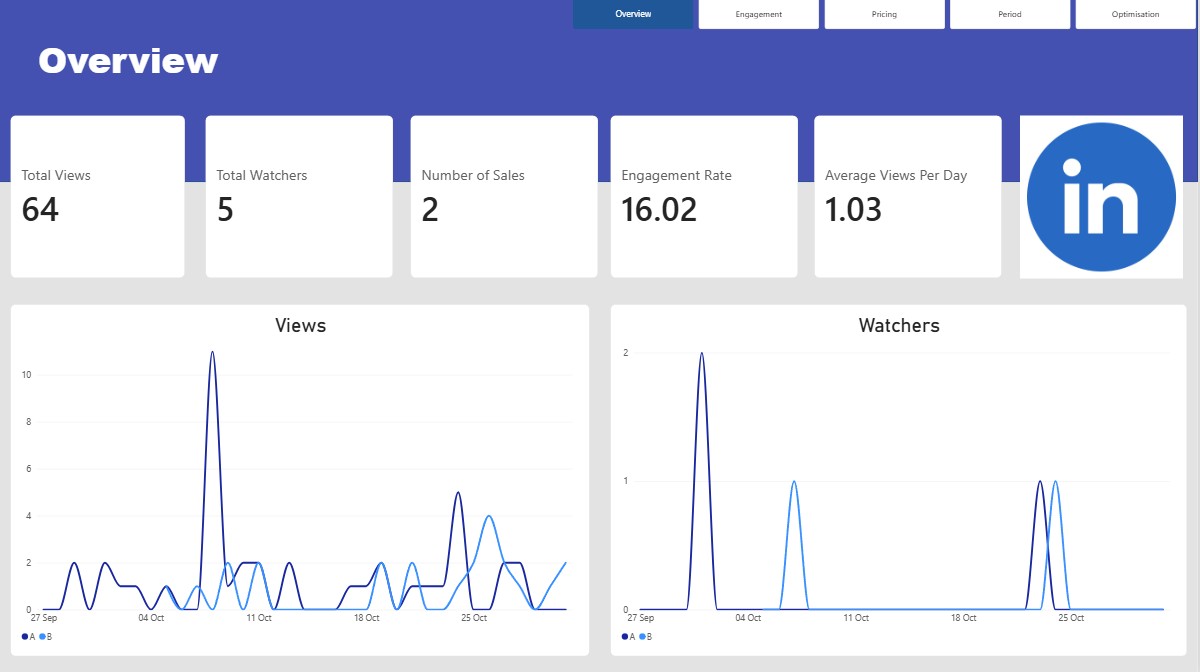 Overview Engagement Pricing Period Optimisation
Overview
Total Views
64
Total Watchers
5
Number of Sales
2
Engagement Rate
16.02
Average Views Per Day
1.03
in
Views
10
8
6
4
2
0
27 Sep 04 Oct 11 Oct 18 Oct 25 Oct
A B
Watchers
2
1
0
27 Sep 04 Oct 11 Oct 18 Oct 25 Oct
A B